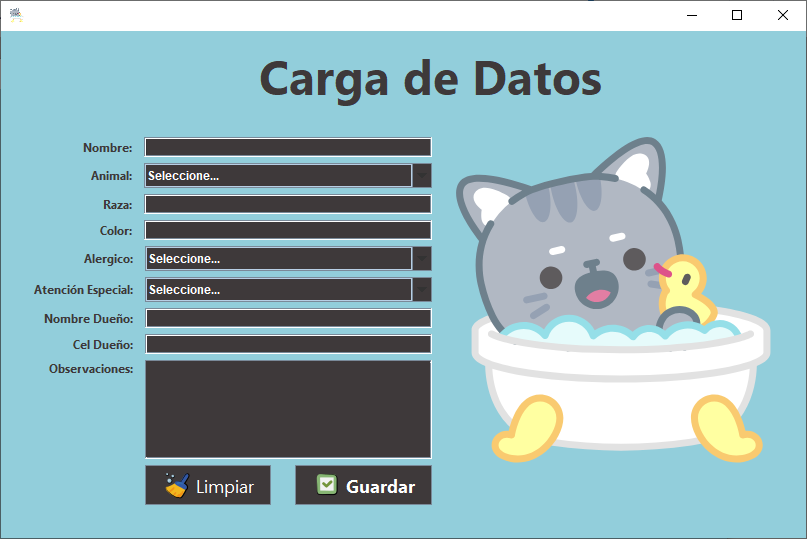 Carga de Datos
Nombre:
Animal: Seleccione...
Raza:
Color:
Alergico: Seleccione...
Atención Especial: Seleccione...
Nombre Dueño:
Cel Dueño:
Observaciones:
Limpiar Guardar